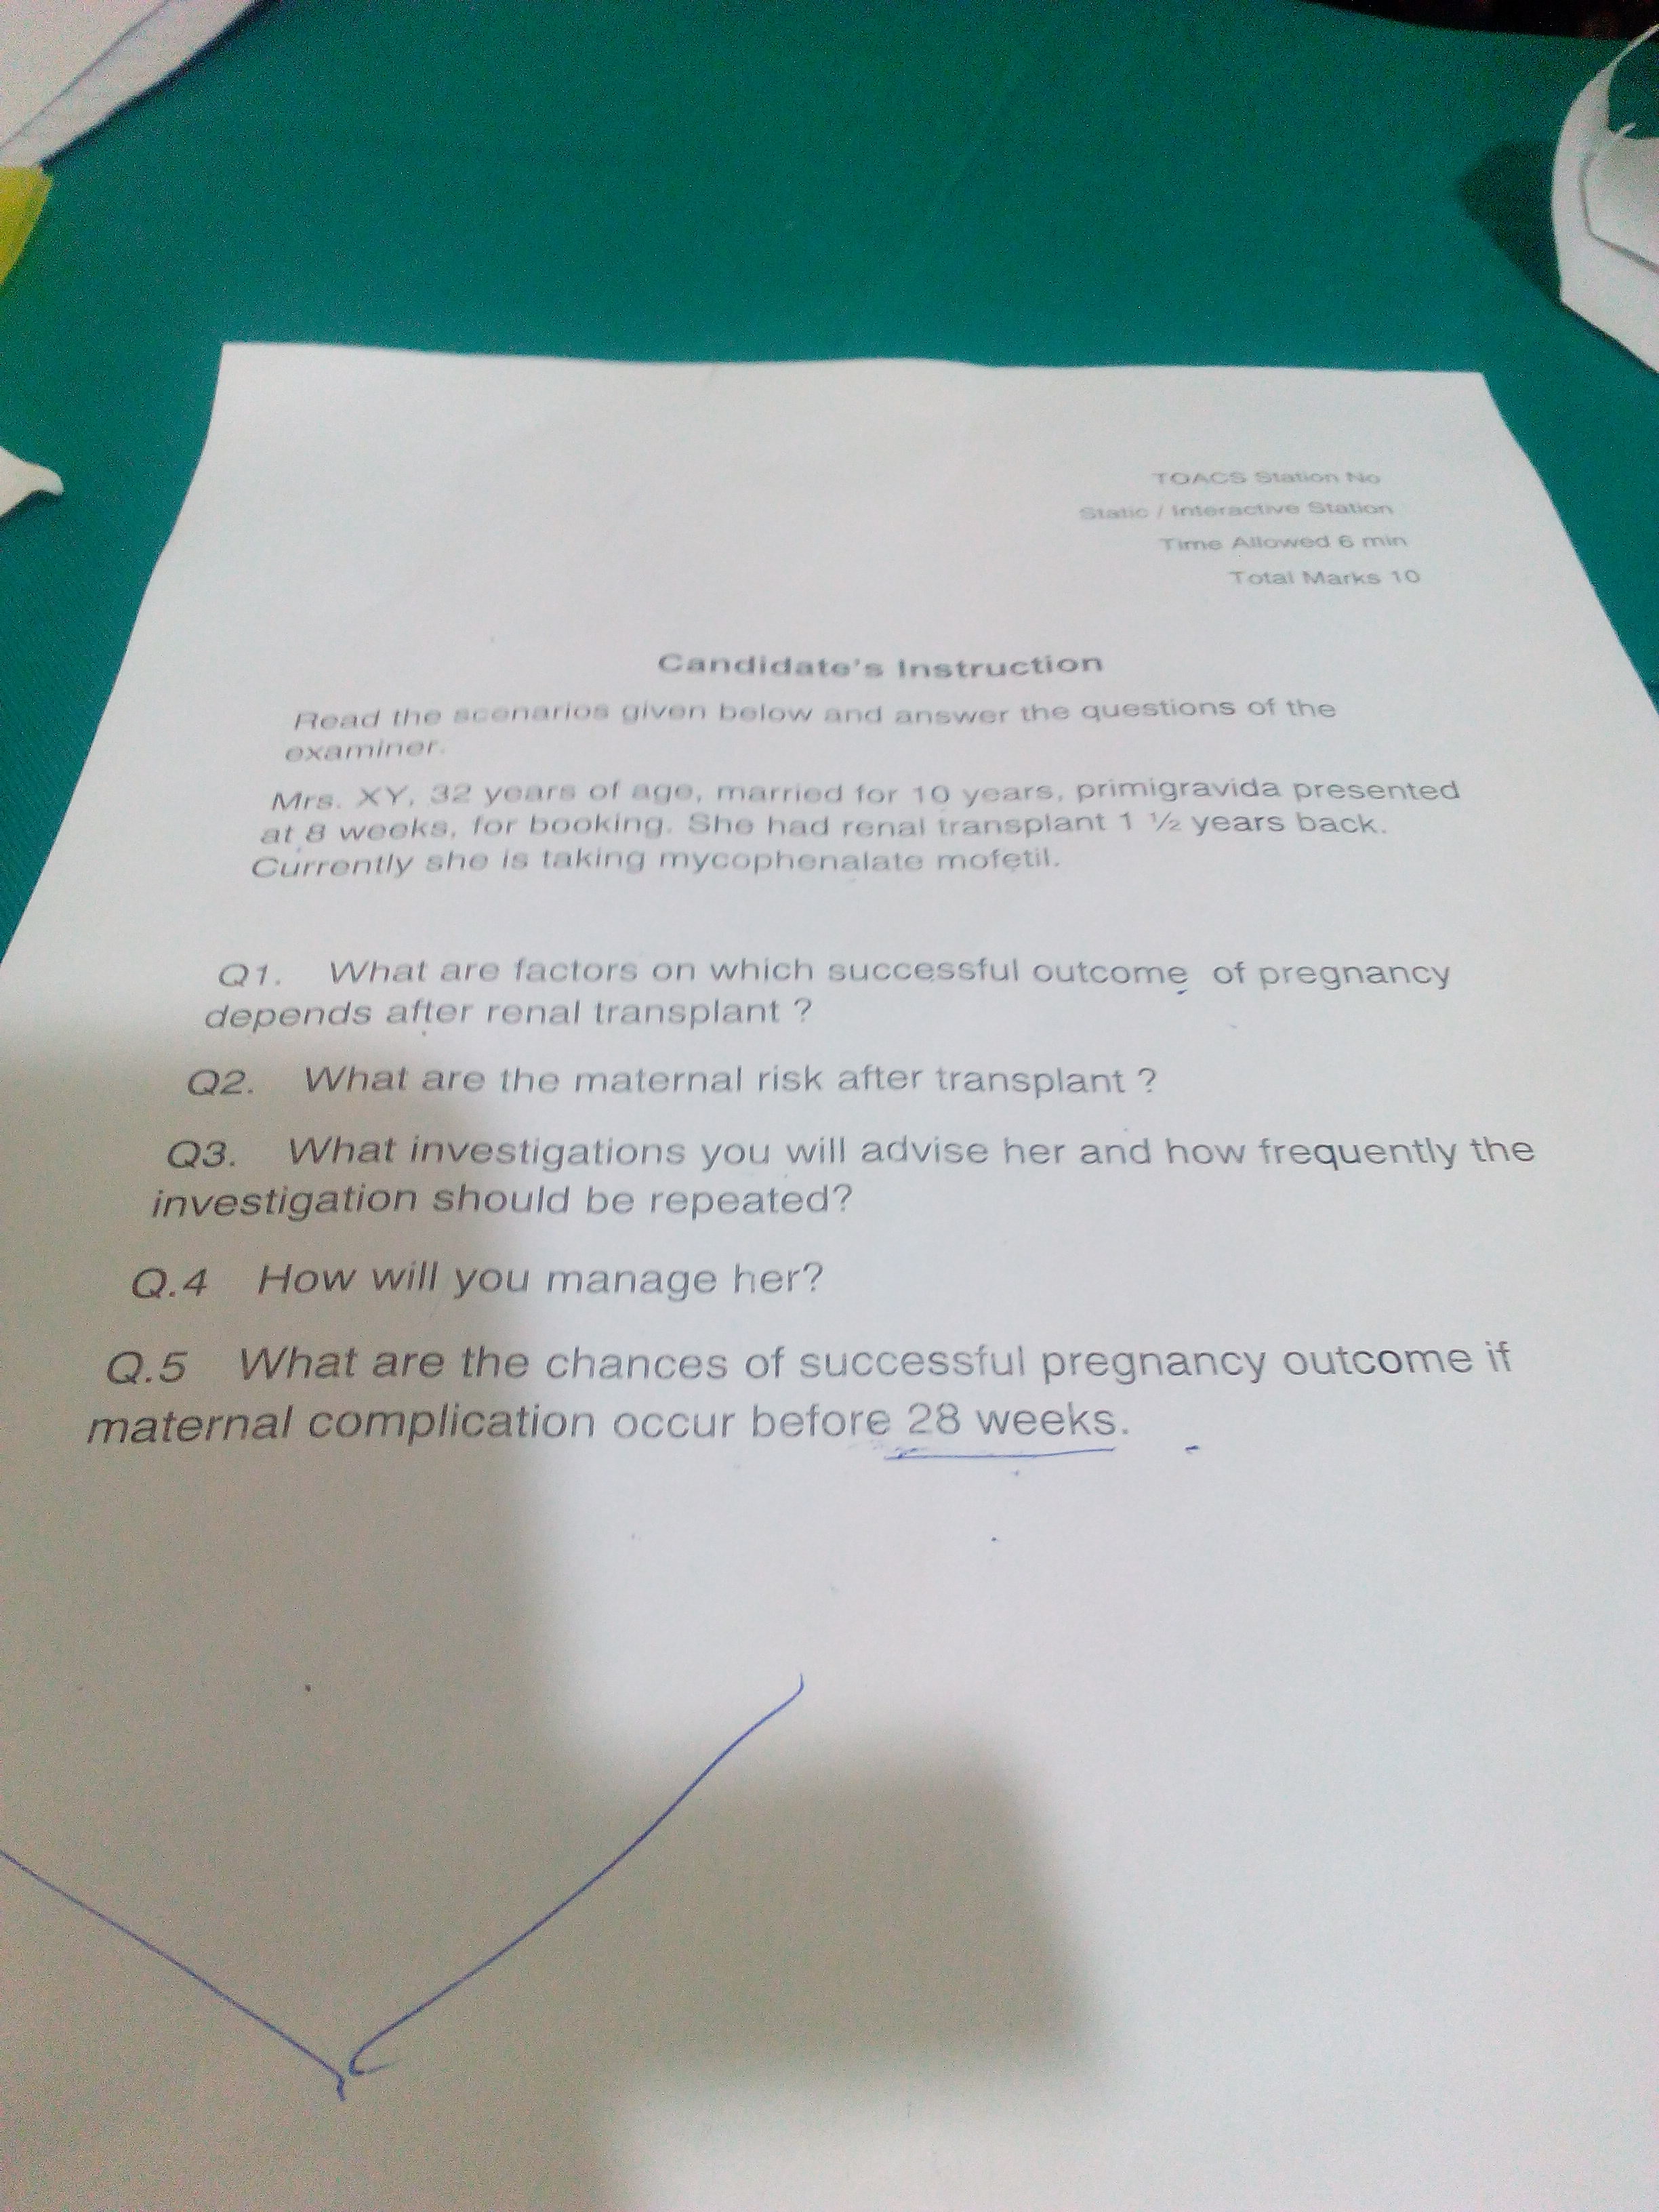 TOACS Station No
Static / Interactive Station
Time Allowed 6 min
Total Marks 10
Candidate's Instruction
Read the scenarios given below and answer the questions of the
examiner.
Mrs. XY, 32 years of age, married for 10 years, primigravida presented
at 8 weeks, for booking. She had renal transplant 1 ½ years back.
Currently she is taking mycophenalate mofetil.
Q1. What are factors on which successful outcome of pregnancy
depends after renal transplant ?
Q2. What are the maternal risk after transplant ?
Q3. What investigations you will advise her and how frequently the
investigation should be repeated?
Q.4 How will you manage her?
Q.5 What are the chances of successful pregnancy outcome if
maternal complication occur before 28 weeks.